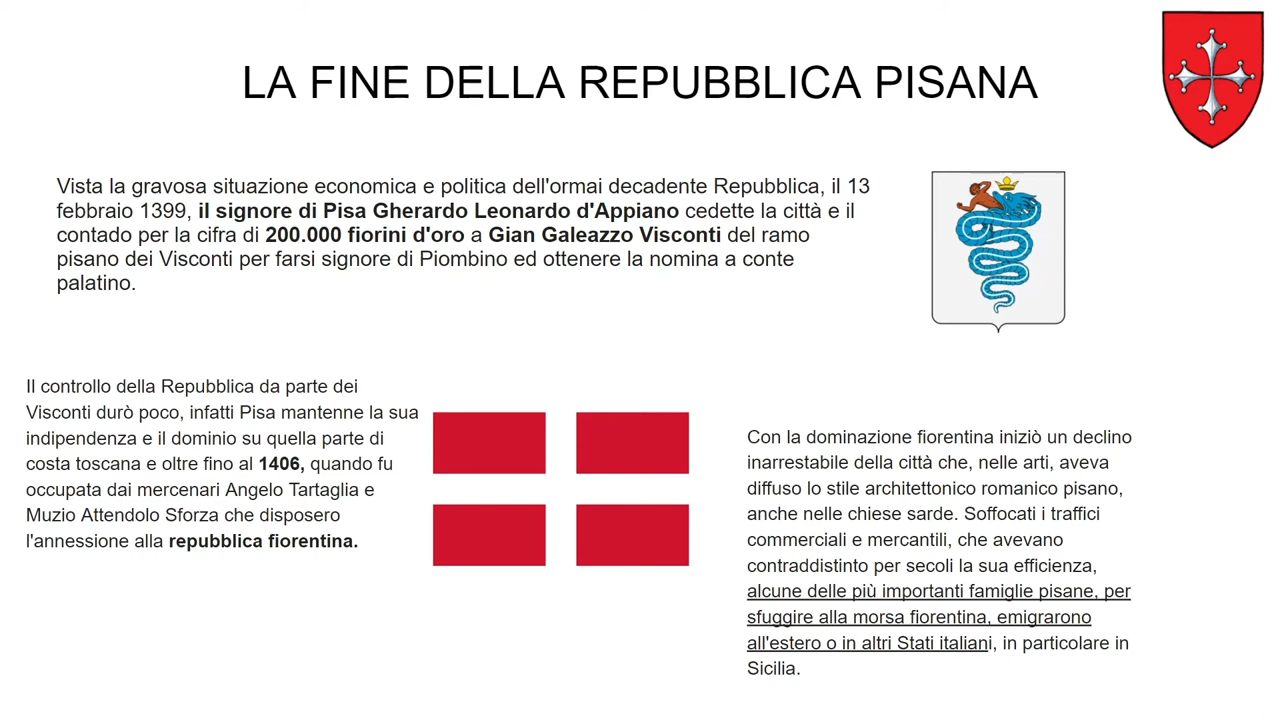 LA FINE DELLA REPUBBLICA PISANA
Vista la gravosa situazione economica e politica dell'ormai decadente Repubblica, il 13
febbraio 1399, il signore di Pisa Gherardo Leonardo d'Appiano cedette la città e il
contado per la cifra di 200.000 fiorini d'oro a Gian Galeazzo Visconti del ramo
pisano dei Visconti per farsi signore di Piombino ed ottenere la nomina a conte
palatino.
Il controllo della Repubblica da parte dei
Visconti durò poco, infatti Pisa mantenne la sua
indipendenza e il dominio su quella parte di
costa toscana e oltre fino al 1406, quando fu
occupata dai mercenari Angelo Tartaglia e
Muzio Attendolo Sforza che disposero
l'annessione alla repubblica fiorentina.
Con la dominazione fiorentina iniziò un declino
inarrestabile della città che, nelle arti, aveva
diffuso lo stile architettonico romanico pisano,
anche nelle chiese sarde. Soffocati i traffici
commerciali e mercantili, che avevano
contraddistinto per secoli la sua efficienza,
alcune delle più importanti famiglie pisane, per
sfuggire alla morsa fiorentina, emigrarono
all'estero o in altri Stati italiani, in particolare in
Sicilia.